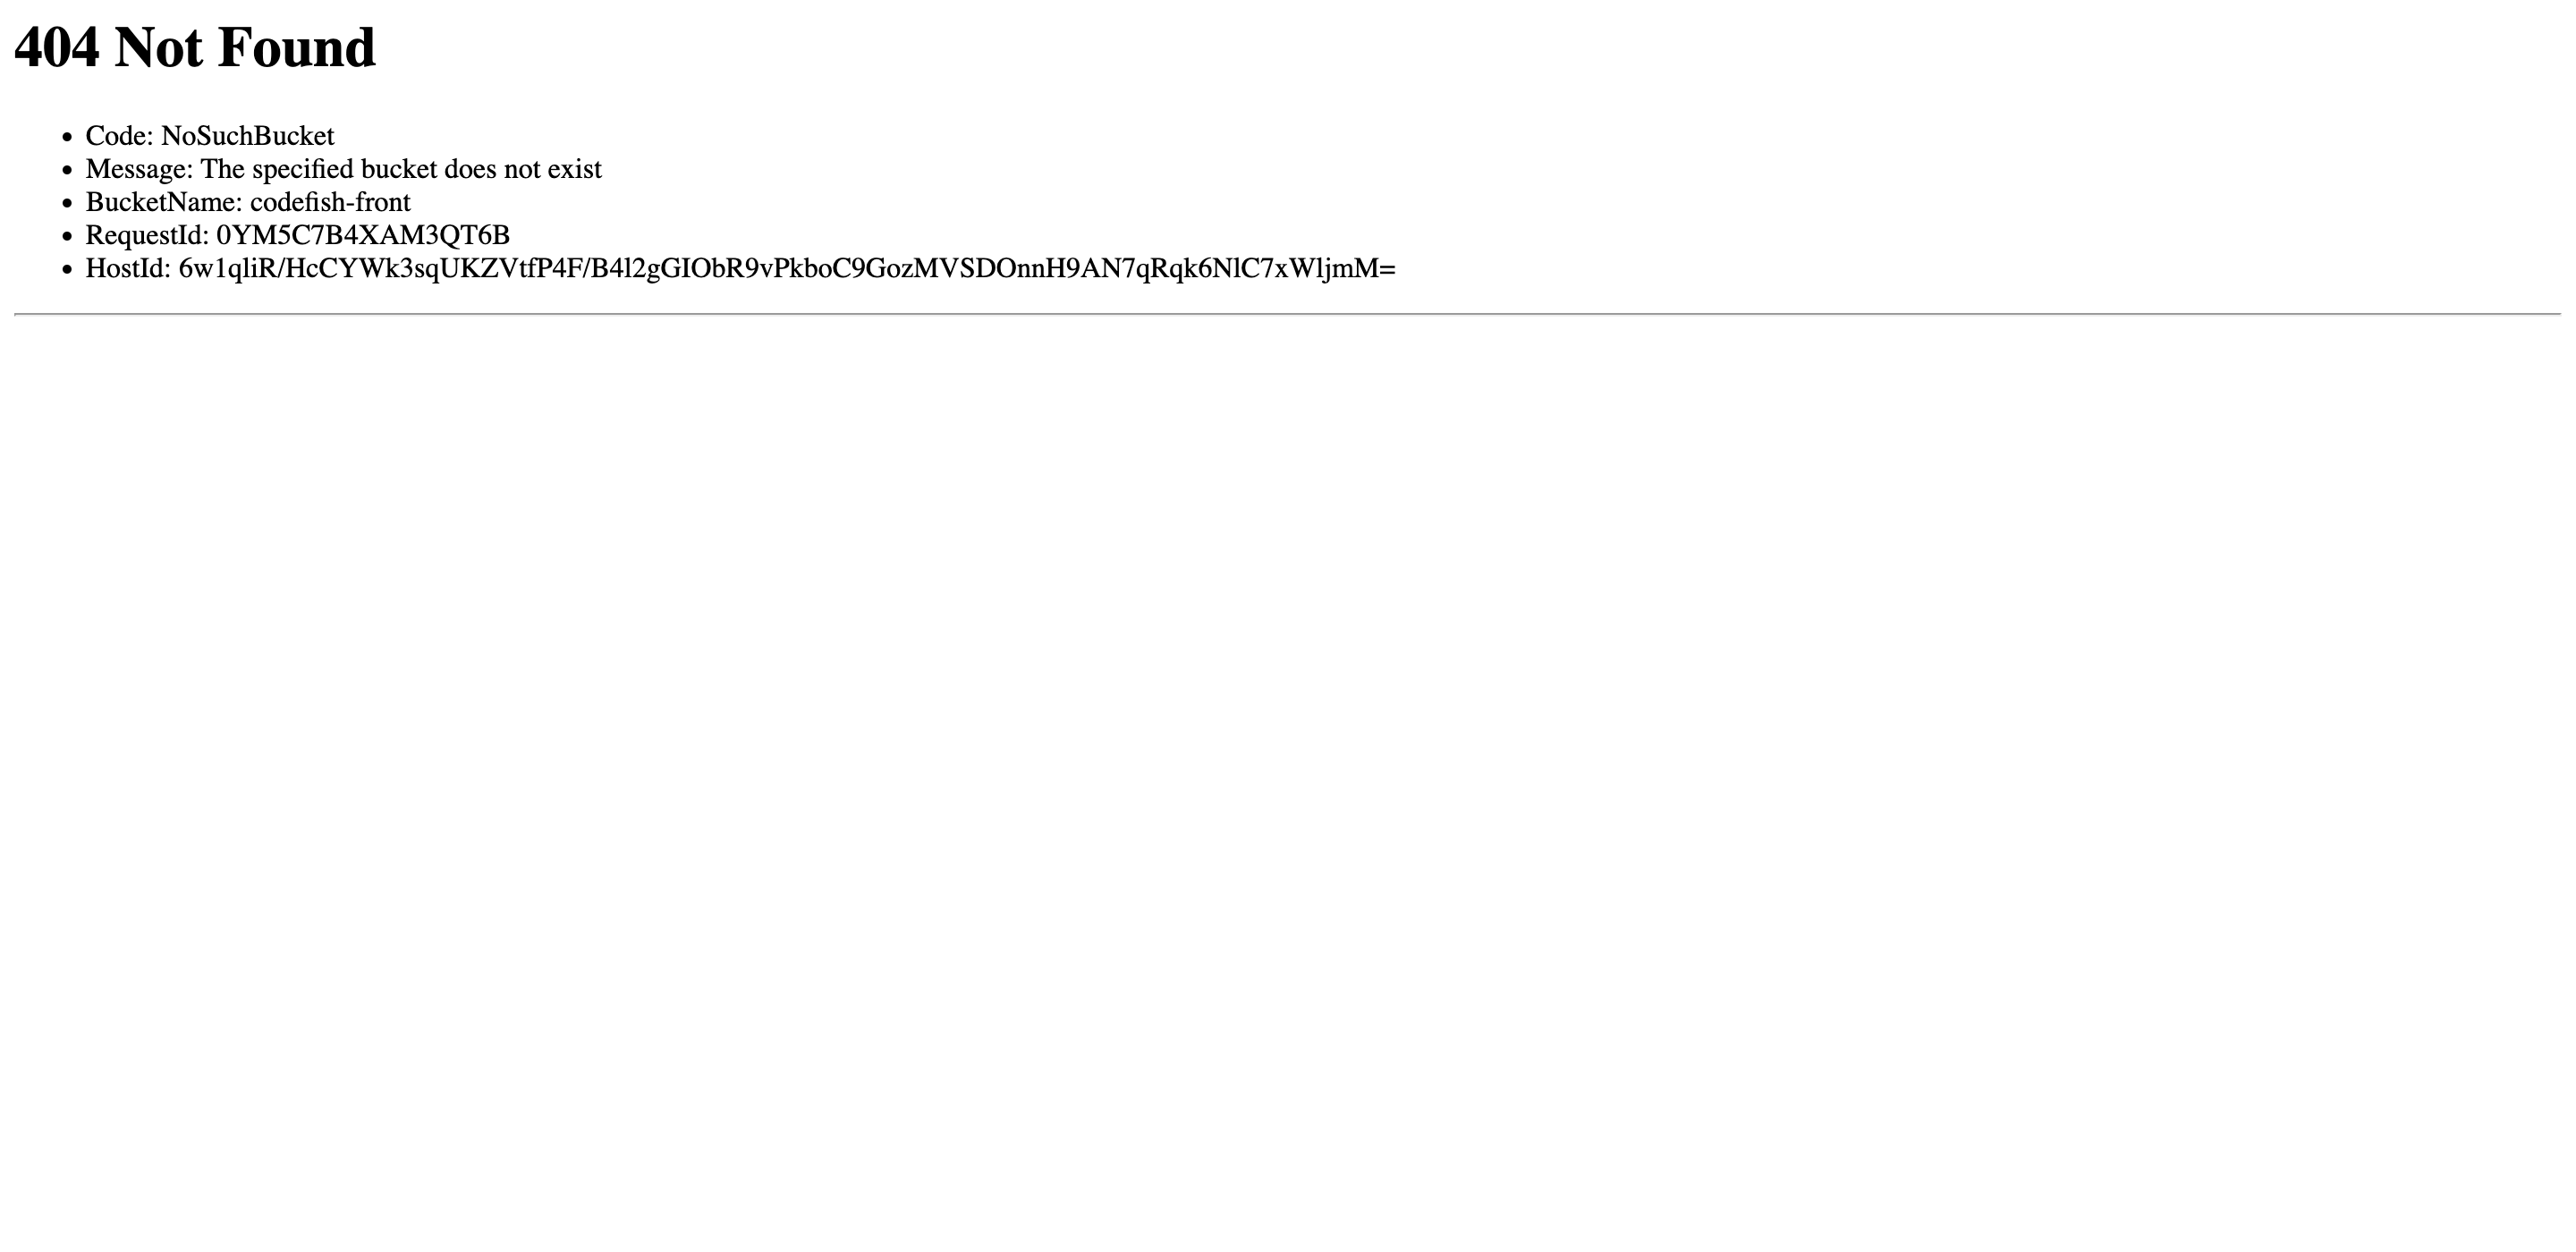 404 Not Found
Code: NoSuchBucket
Message: The specified bucket does not exist
BucketName: codefish-front
RequestId: 0YM5C7B4XAM3QT6B
HostId: 6w1qliR/HcCYWk3sqUKZVtfP4F/B4l2gGIObR9vPkboC9GozMVSDOnnH9AN7qRqk6NlC7xWljmM=